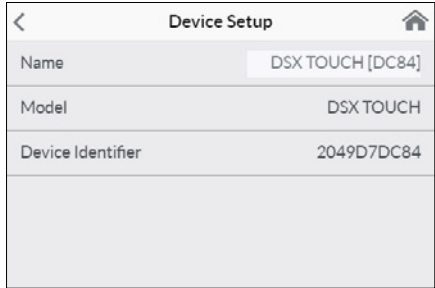 Device Setup
Name DSX TOUCH [DC84]
Model DSX TOUCH
Device Identifier 2049D7DC84